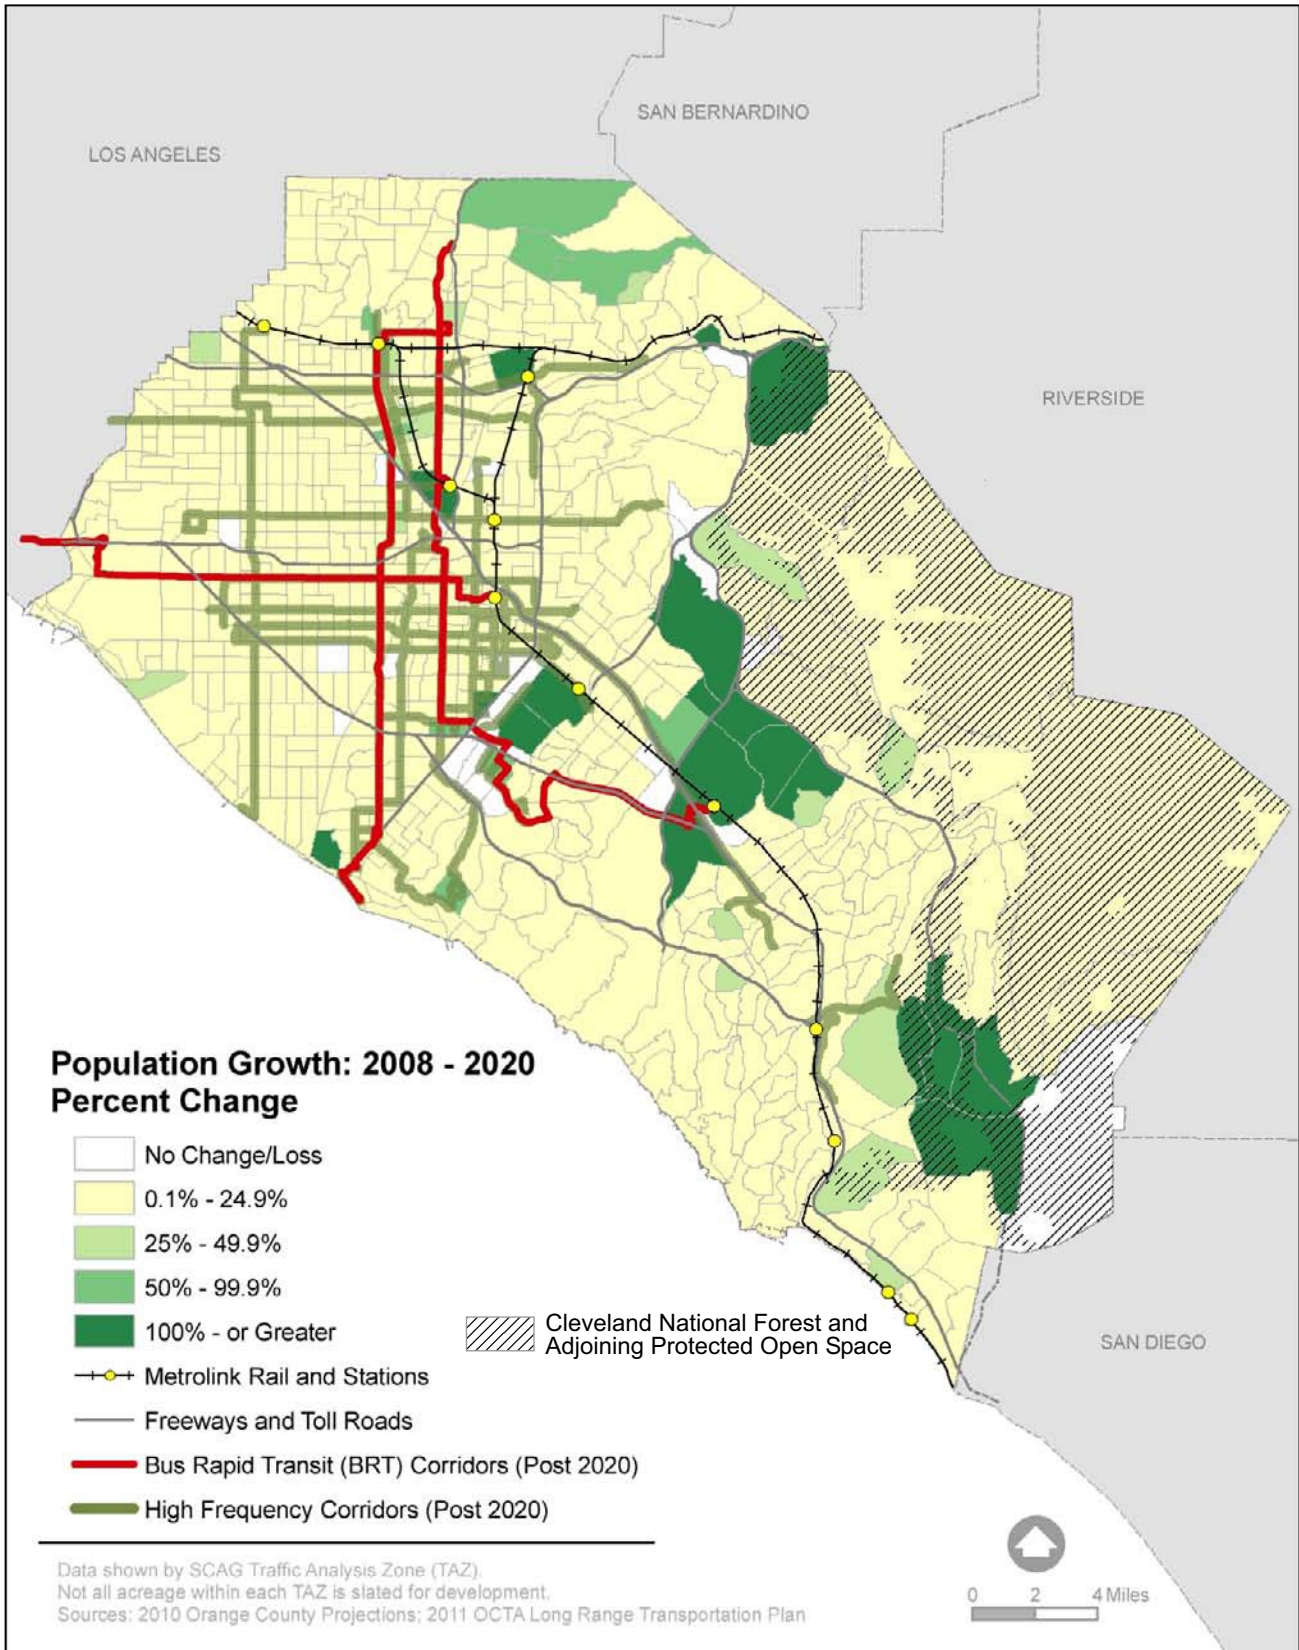 SAN BERNARDINO
LOS ANGELES
RIVERSIDE
Population Growth: 2008 - 2020
Percent Change
No Change/Loss
0.1% - 24.9%
25% - 49.9%
50% - 99.9%
100% - or Greater
Metrolink Rail and Stations
Freeways and Toll Roads
Bus Rapid Transit (BRT) Corridors (Post 2020)
High Frequency Corridors (Post 2020)
Cleveland National Forest and
Adjoining Protected Open Space
SAN DIEGO
Data shown by SCAG Traffic Analysis Zone (TAZ).
Not all acreage within each TAZ is slated for development.
Sources: 2010 Orange County Projections; 2011 OCTA Long Range Transportation Plan
0 2 4 Miles